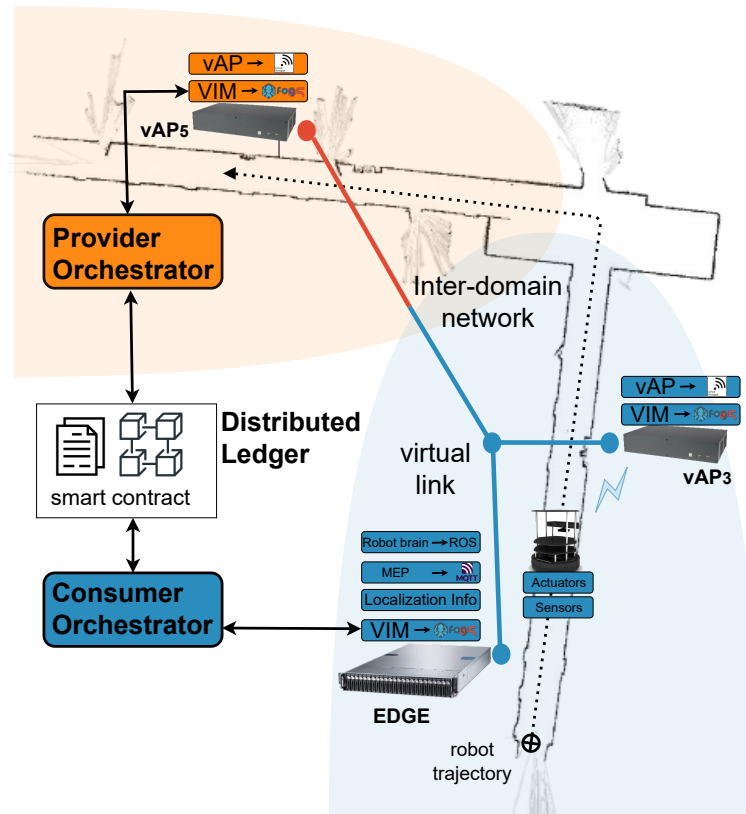 vAP →
VIM → fog05
vAP5
Provider
Orchestrator
Inter-domain
network
vAP →
VIM → fog05
vAP3
Distributed
Ledger
smart contract
virtual
link
Robot brain → ROS
MEP → MQTT
Localization Info
VIM → fog05
EDGE
Actuators
Sensors
Consumer
Orchestrator
robot
trajectory